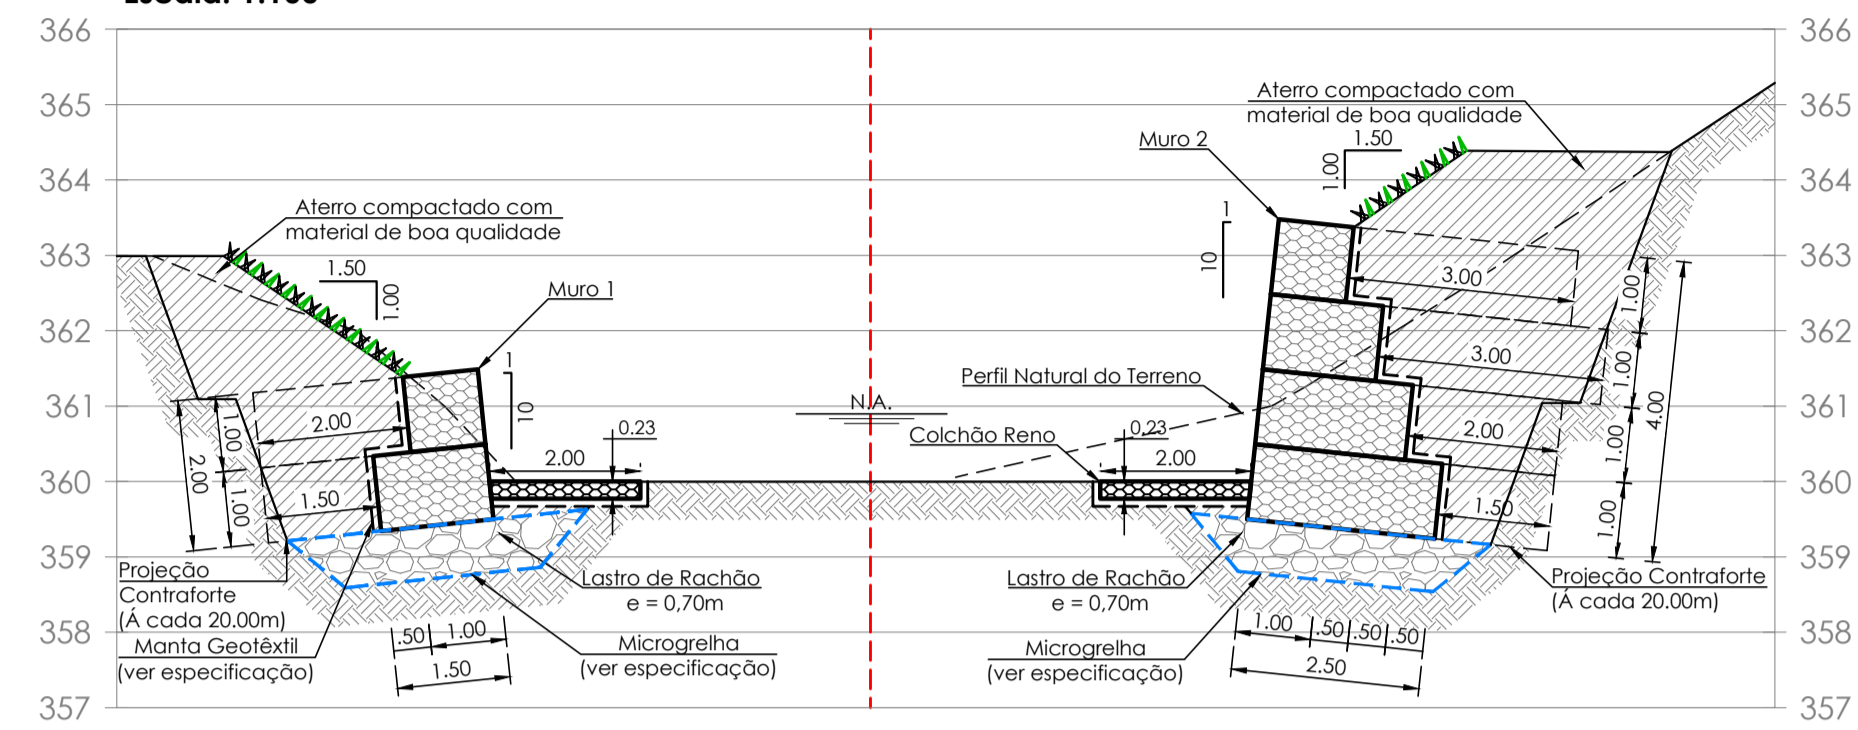 366
365
364
363
362
361
360
359
358
357
Aterro compactado com
material de boa qualidade
1.50
1.00
Muro 1
1
10
2.00
1.00
2.00
1.50
1.00
2.00
0.23
Projeção
Contraforte
(Á cada 20.00m)
Manta Geotêxtil
(ver especificação)
Lastro de Rachão
e = 0,70m
Microgrelha
(ver especificação)
.50
1.00
1.50
N.A.
Aterro compactado com
material de boa qualidade
Muro 2
1.50
1.00
1
10
3.00
3.00
2.00
1.50
1.00
1.00
1.00
1.00
4.00
Perfil Natural do Terreno
Colchão Reno
0.23
2.00
Lastro de Rachão
e = 0,70m
Microgrelha
(ver especificação)
Projeção Contraforte
(Á cada 20.00m)
1.00
.50
.50
.50
2.50
366
365
364
363
362
361
360
359
358
357